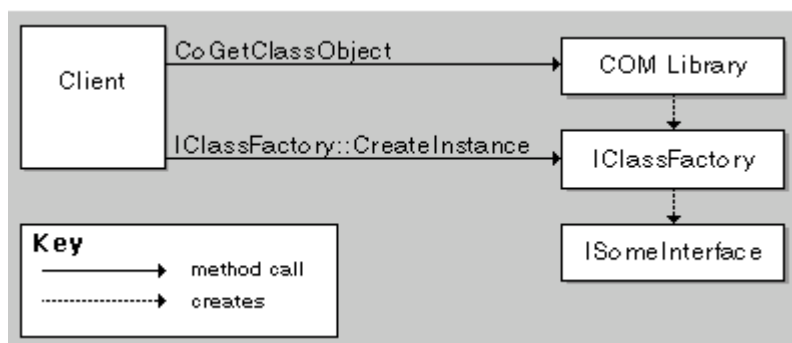 CoGetClassObject
COM Library
Client
IClassFactory::CreateInstance
IClassFactory
ISomeInterface
Key
method call
creates